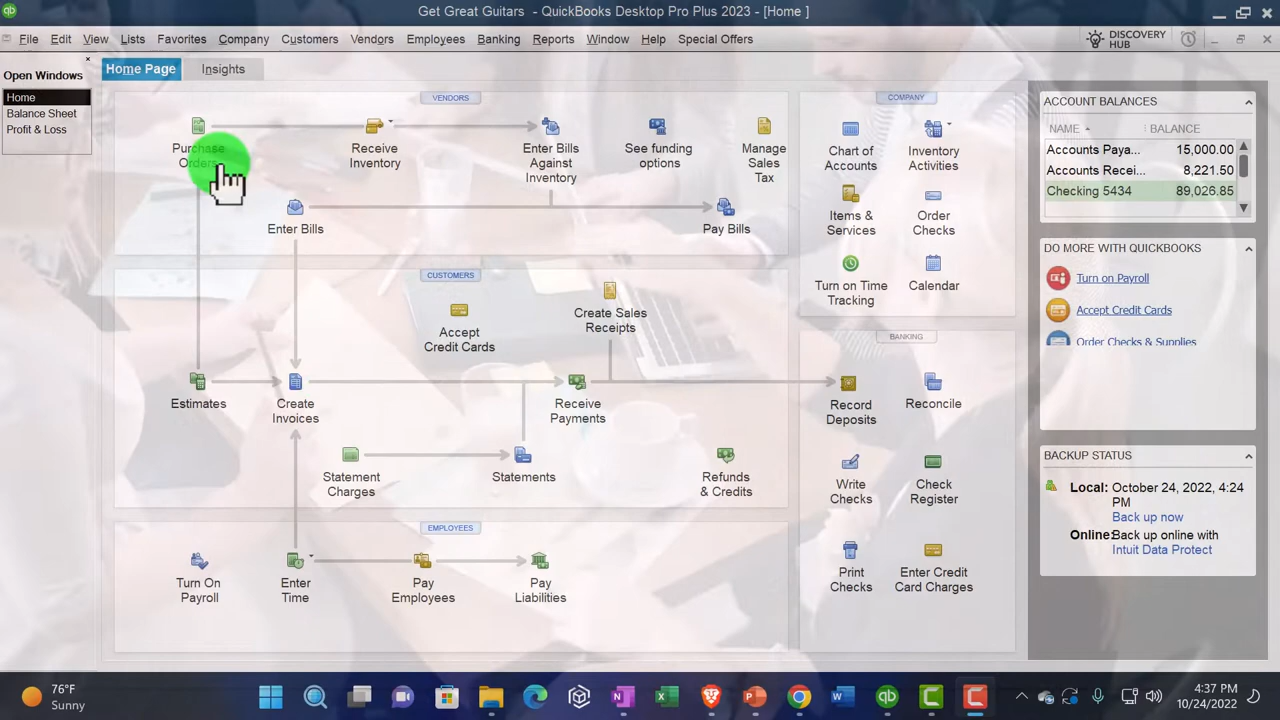 Get Great Guitars - QuickBooks Desktop Pro Plus 2023 - [Home ]
File Edit View Lists Favorites Company Customers Vendors Employees Banking Reports Window Help Special Offers
DISCOVERY
HUB
Open Windows
Home
Balance Sheet
Profit & Loss
Home Page
Insights
VENDORS
Purchase
Orders
Receive
Inventory
Enter Bills
Against
Inventory
See funding
options
Manage
Sales
Tax
Enter Bills
Pay Bills
CUSTOMERS
Accept
Credit Cards
Create Sales
Receipts
Estimates
Create
Invoices
Receive
Payments
Statement
Charges
Statements
Refunds
& Credits
EMPLOYEES
Turn On
Payroll
Enter
Time
Pay
Employees
Pay
Liabilities
COMPANY
Chart of
Accounts
Inventory
Activities
Items &
Services
Order
Checks
Turn on Time
Tracking
Calendar
BANKING
Record
Deposits
Reconcile
Write
Checks
Check
Register
Print
Checks
Enter Credit
Card Charges
ACCOUNT BALANCES
NAME BALANCE
Accounts Paya... 15,000.00
Accounts Recei... 8,221.50
Checking 5434 89,026.85
DO MORE WITH QUICKBOOKS
Turn on Payroll
Accept Credit Cards
Order Checks & Supplies
BACKUP STATUS
Local: October 24, 2022, 4:24
PM
Back up now
Online: Back up online with
Intuit Data Protect
76°F
Sunny
4:37 PM
10/24/2022